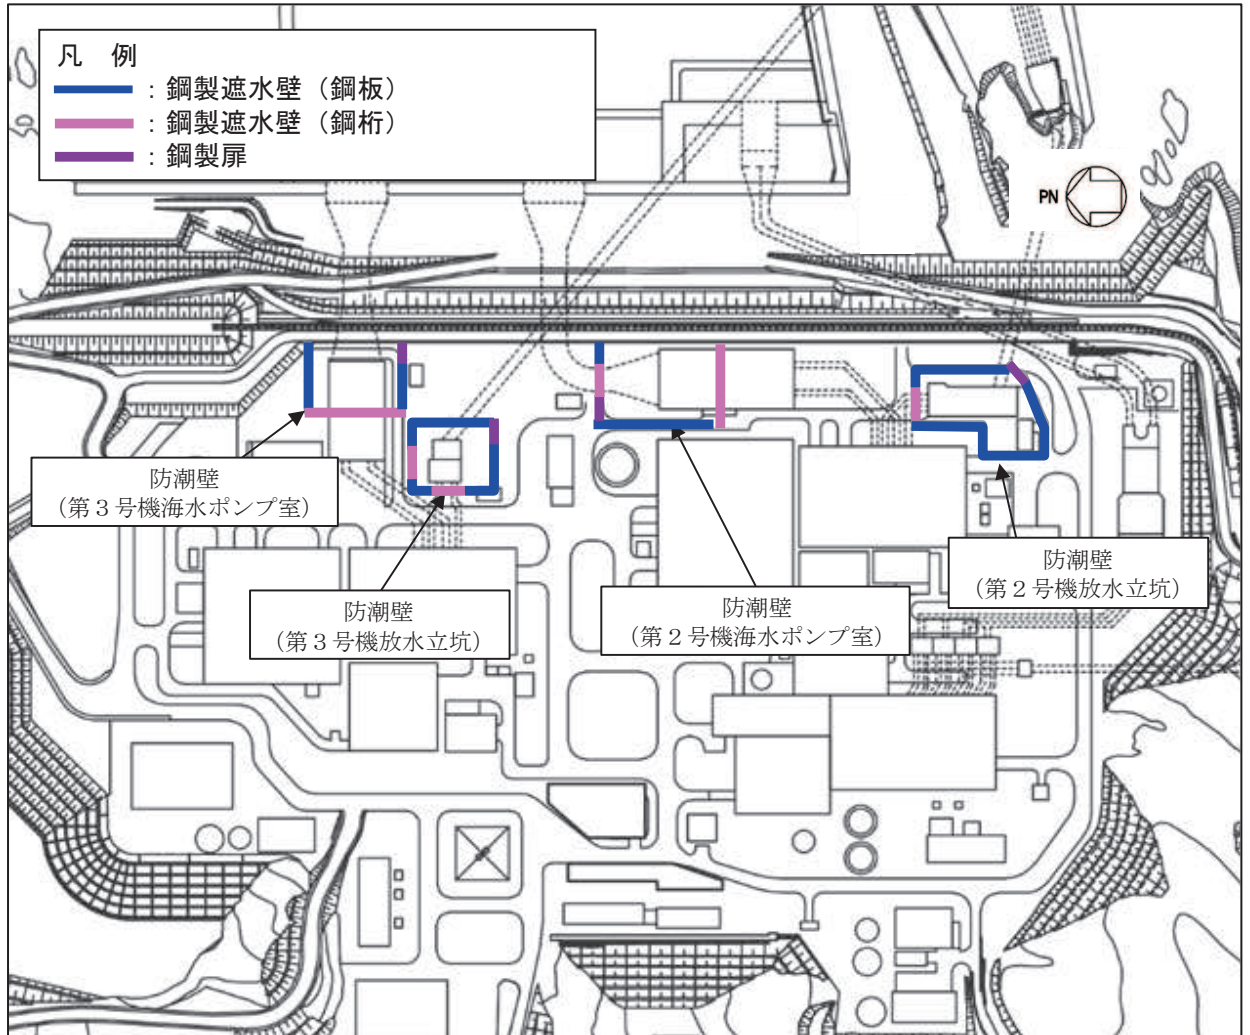 凡　例
：鋼製遮水壁（鋼板）
：鋼製遮水壁（鋼桁）
：鋼製扉
PN
防潮壁
（第３号機海水ポンプ室）
防潮壁
（第３号機放水立坑）
防潮壁
（第２号機海水ポンプ室）
防潮壁
（第２号機放水立坑）